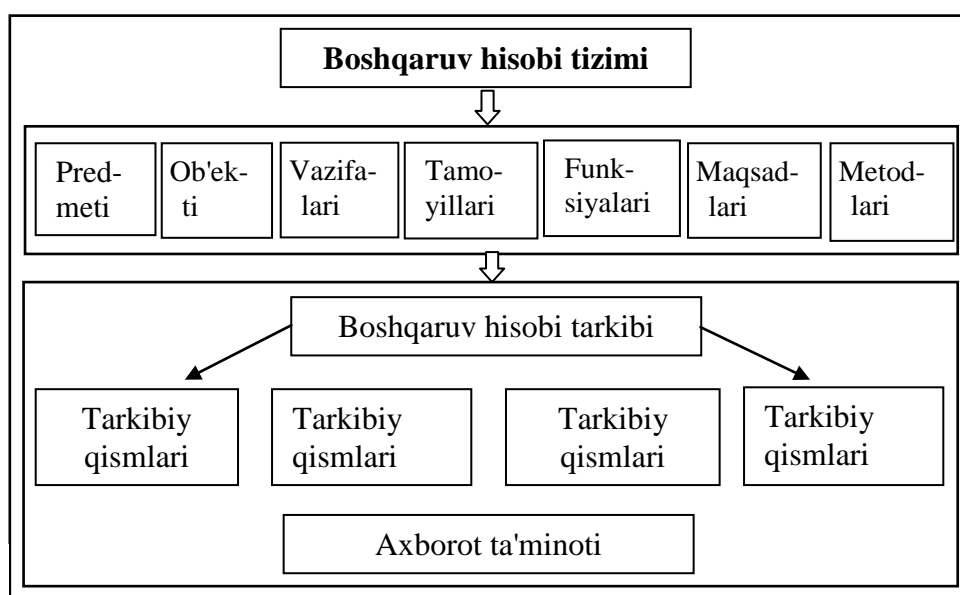 Boshqaruv hisobi tizimi
Pred-
meti
Ob'ek-
ti
Vazifa-
lari
Tamo-
yillari
Funk-
siyalari
Maqsad-
lari
Metod-
lari
Boshqaruv hisobi tarkibi
Tarkibiy
qismlari
Tarkibiy
qismlari
Tarkibiy
qismlari
Tarkibiy
qismlari
Axborot ta'minoti